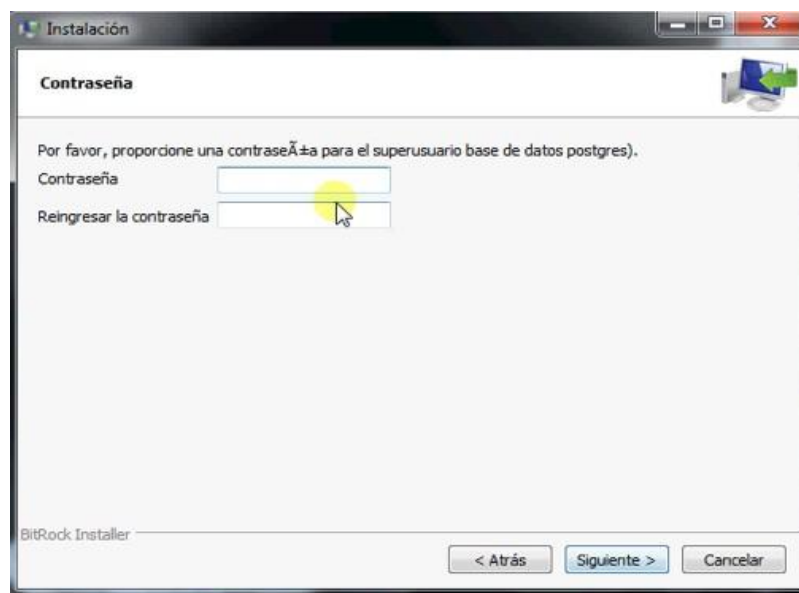 Instalación
Contraseña
Por favor, proporcione una contraseÃ±a para el superusuario base de datos postgres).
Contraseña
Reingresar la contraseña
BitRock Installer
< Atrás
Siguiente >
Cancelar